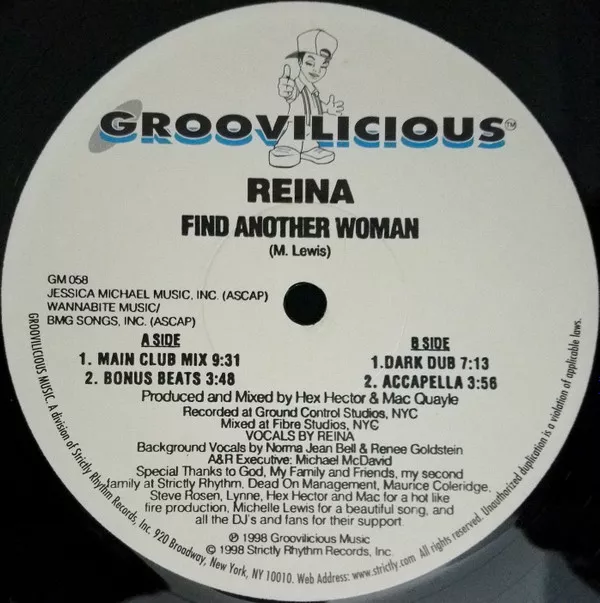 GROOVILICIOUS™
REINA
FIND ANOTHER WOMAN
(M. Lewis)
GM 058
JESSICA MICHAEL MUSIC, INC. (ASCAP)
WANNABITE MUSIC/
BMG SONGS, INC. (ASCAP)
A SIDE
1. MAIN CLUB MIX 9:31
2. BONUS BEATS 3:48
B SIDE
1.DARK DUB 7:13
2. ACCAPELLA 3:56
Produced and Mixed by Hex Hector & Mac Quayle
Recorded at Ground Control Studios, NYC
Mixed at Fibre Studios, NYC
VOCALS BY REINA
Background Vocals by Norma Jean Bell & Renee Goldstein
A&R Executive: Michael McDavid
Special Thanks to God, My Family and Friends, my second
family at Strictly Rhythm, Dead On Management, Maurice Coleridge,
Steve Rosen, Lynne, Hex Hector and Mac for a hot like
fire production, Michelle Lewis for a beautiful song, and
all the DJ's and fans for their support.
℗ 1998 Groovilicious Music
© 1998 Strictly Rhythm Records, Inc.
GROOVILICIOUS MUSIC. A division of Strictly Rhythm Records, Inc. 920 Broadway, New York, NY 10010. Web Address: www.strictly.com All rights reserved. Unauthorized duplication is a violation of applicable laws.